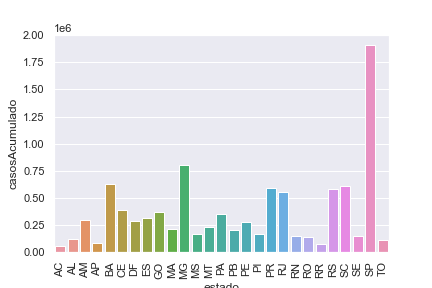 1e6
2.00
1.75
1.50
1.25
1.00
0.75
0.50
0.25
0.00
casosAcumulado
AC AL AM AP BA CE DF ES GO MA MG MS MT PA PB PE PI PR RJ RN RO RR RS SC SE SP TO
estado